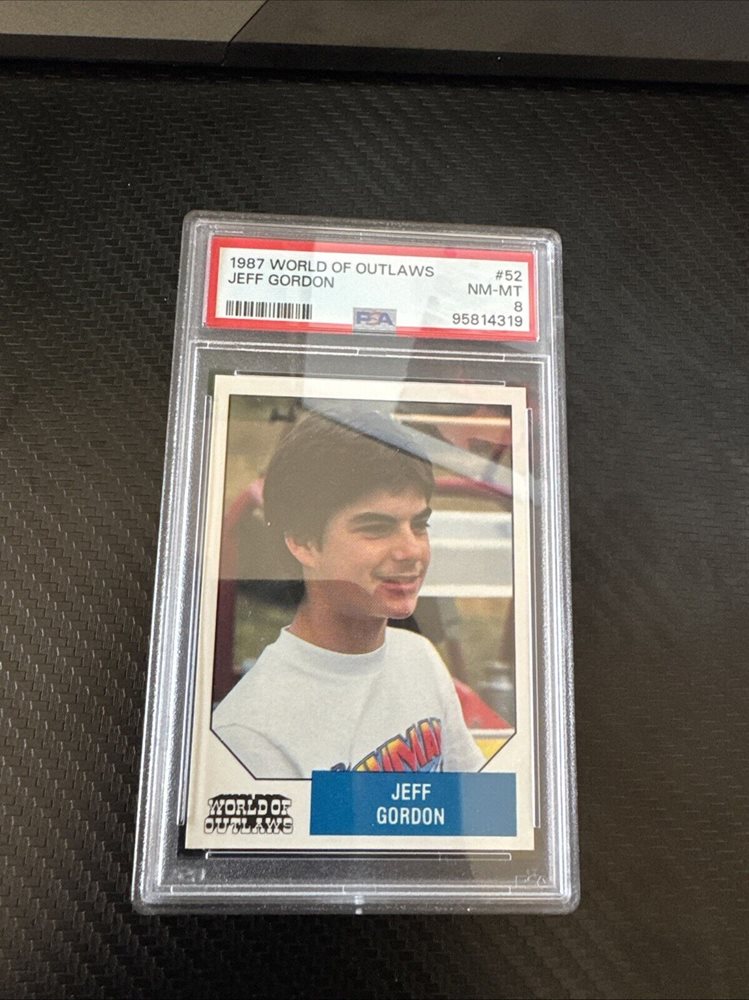 1987 WORLD OF OUTLAWS #52
JEFF GORDON NM-MT
8
PSA 95814319
WORLD OF
OUTLAWS
JEFF
GORDON